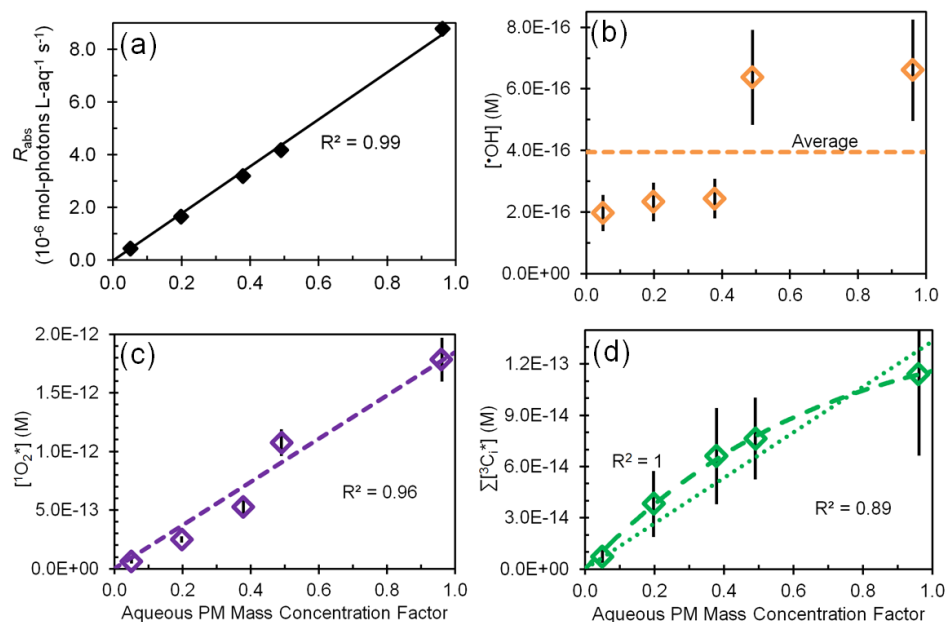 (a)
8.0
6.0
4.0
2.0
0.0
R_abs
(10⁻⁶ mol-photons L-aq⁻¹ s⁻¹)
R² = 0.99
0.0 0.2 0.4 0.6 0.8 1.0
(b)
8.0E-16
6.0E-16
4.0E-16
2.0E-16
0.0E+00
[•OH] (M)
Average
0.0 0.2 0.4 0.6 0.8 1.0
(c)
2.0E-12
1.5E-12
1.0E-12
5.0E-13
0.0E+00
[¹O₂*] (M)
R² = 0.96
0.0 0.2 0.4 0.6 0.8 1.0
Aqueous PM Mass Concentration Factor
(d)
1.2E-13
9.0E-14
6.0E-14
3.0E-14
0.0E+00
Σ[³Cᵢ*] (M)
R² = 1
R² = 0.89
0.0 0.2 0.4 0.6 0.8 1.0
Aqueous PM Mass Concentration Factor